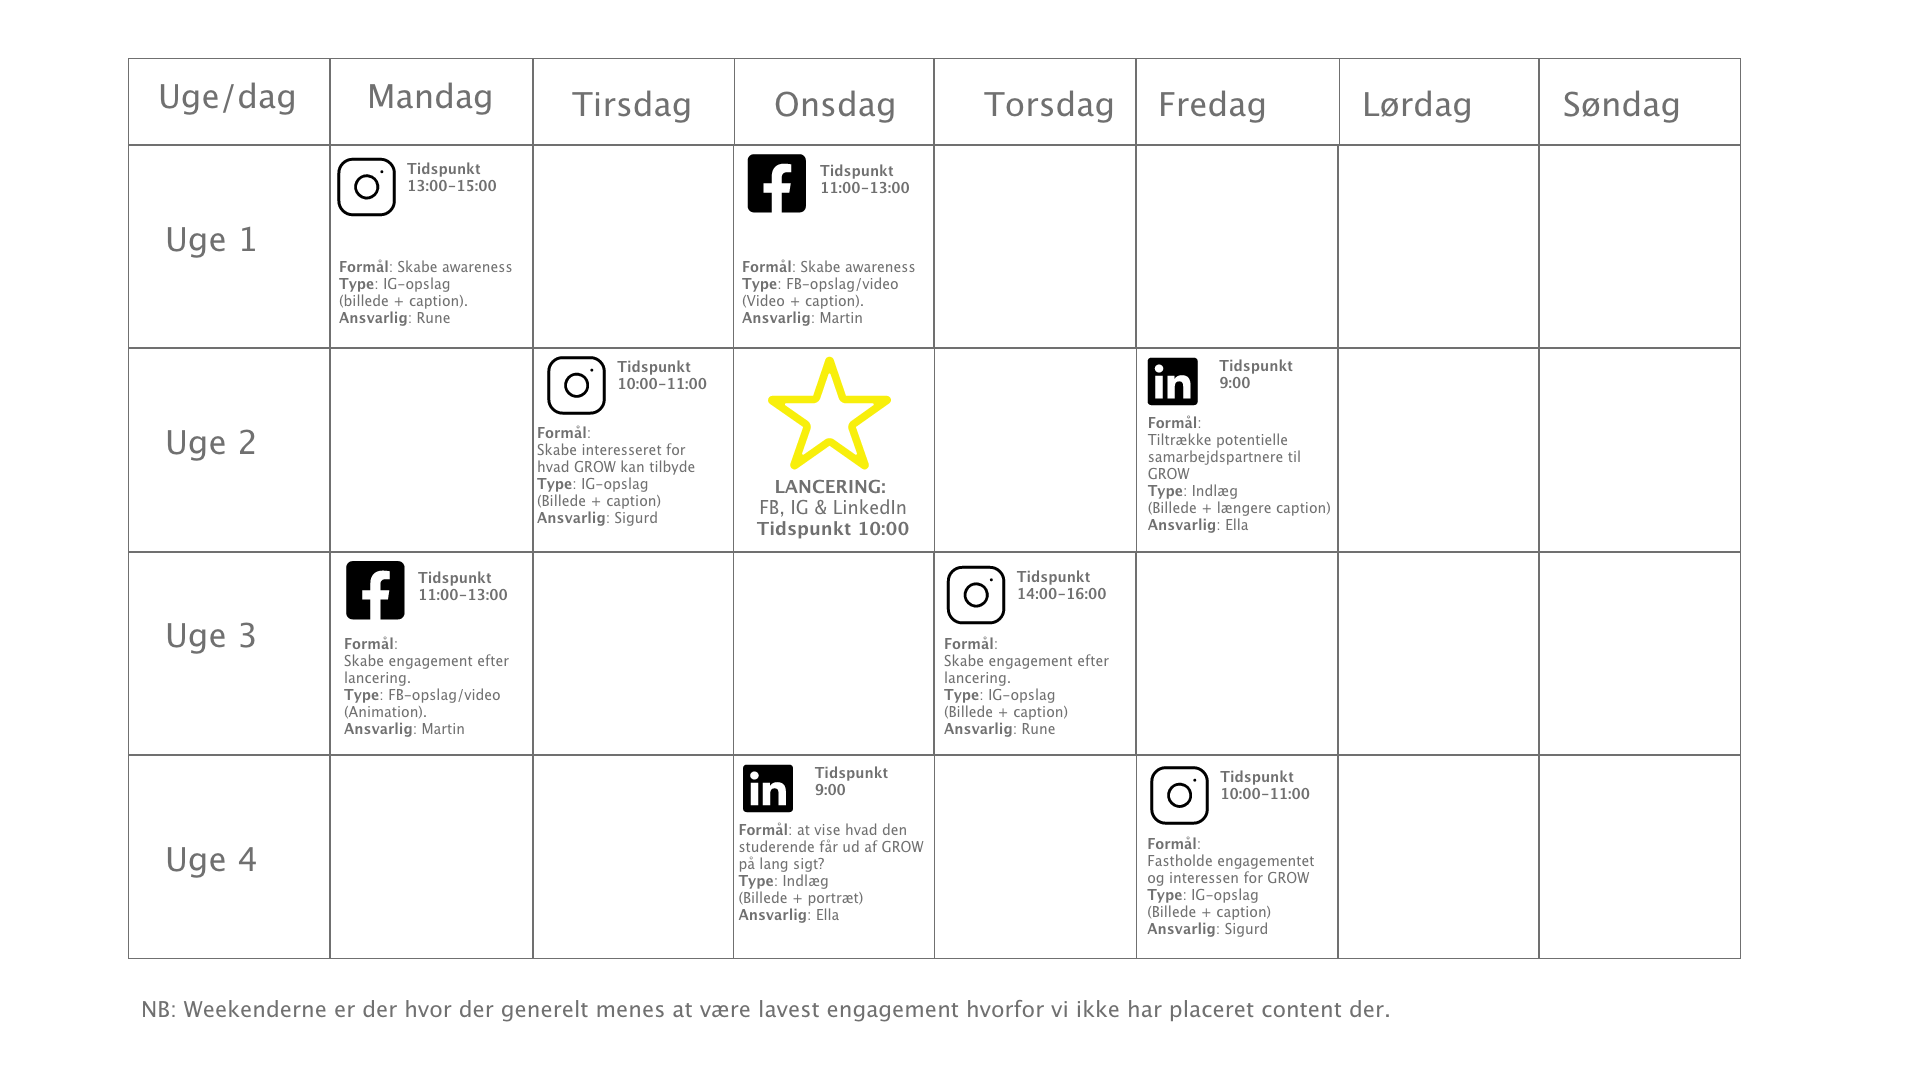 Uge/dag
Mandag
Tirsdag
Onsdag
Torsdag
Fredag
Lørdag
Søndag
Uge 1
Tidspunkt
13:00-15:00
Formål: Skabe awareness
Type: IG-opslag
(billede + caption).
Ansvarlig: Rune
Tidspunkt
11:00-13:00
Formål: Skabe awareness
Type: FB-opslag/video
(Video + caption).
Ansvarlig: Martin
Uge 2
Tidspunkt
10:00-11:00
Formål:
Skabe interesseret for
hvad GROW kan tilbyde
Type: IG-opslag
(Billede + caption)
Ansvarlig: Sigurd
LANCERING:
FB, IG & LinkedIn
Tidspunkt 10:00
Tidspunkt
9:00
Formål:
Tiltrække potentielle
samarbejdspartnere til
GROW
Type: Indlæg
(Billede + længere caption)
Ansvarlig: Ella
Uge 3
Tidspunkt
11:00-13:00
Formål:
Skabe engagement efter
lancering.
Type: FB-opslag/video
(Animation).
Ansvarlig: Martin
Tidspunkt
14:00-16:00
Formål:
Skabe engagement efter
lancering.
Type: IG-opslag
(Billede + caption)
Ansvarlig: Rune
Uge 4
Tidspunkt
9:00
Formål: at vise hvad den
studerende får ud af GROW
på lang sigt?
Type: Indlæg
(Billede + portræt)
Ansvarlig: Ella
Tidspunkt
10:00-11:00
Formål:
Fastholde engagementet
og interessen for GROW
Type: IG-opslag
(Billede + caption)
Ansvarlig: Sigurd
NB: Weekenderne er der hvor der generelt menes at være lavest engagement hvorfor vi ikke har placeret content der.